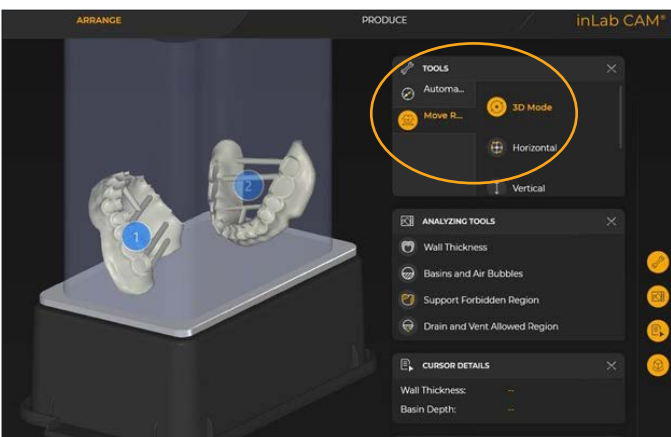 ARRANGE
PRODUCE
inLab CAM®
TOOLS
Automa...
Move R...
3D Mode
Horizontal
Vertical
ANALYZING TOOLS
Wall Thickness
Basins and Air Bubbles
Support Forbidden Region
Drain and Vent Allowed Region
CURSOR DETAILS
Wall Thickness: --
Basin Depth: --
1
2